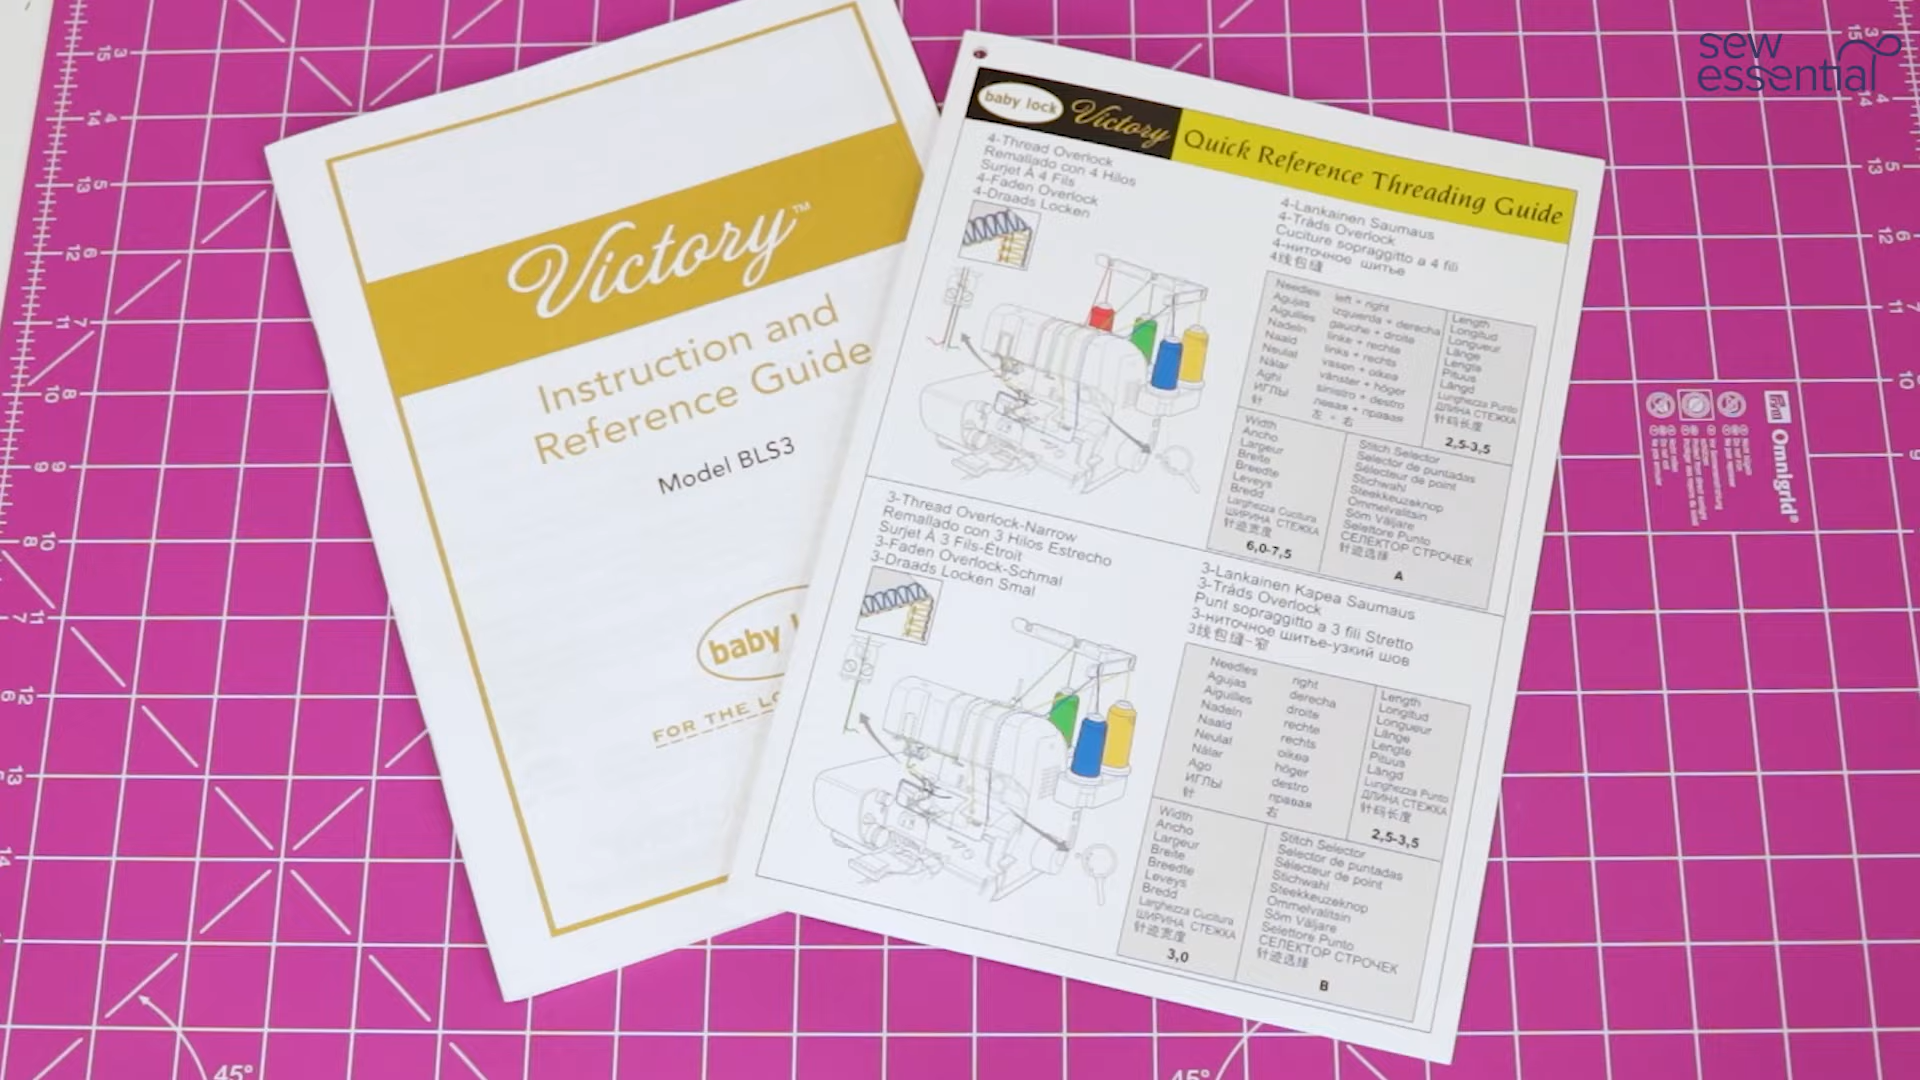 sew
essential
Victory™
Instruction and
Reference Guide
Model BLS3
baby
FOR THE
baby lock Victory Quick Reference Threading Guide
4-Thread Overlock
Remallado con 4 Hilos
Surjet À 4 Fils
4-Faden Overlock
4-Draads Locken
4-Lankainen Saumaus
4-Tråds Overlock
Cuciture sopraggitto a 4 fili
4-ниточное шитье
4线包缝
Needles left + right
Agujas izquierda + derecha
Aiguilles gauche + droite
Nadeln linke + rechte
Naald links + rechts
Neulat vasen + oikea
Nålar vänster + höger
Aghi sinistro + destro
ИГЛЫ левая + правая
针 左 + 右
Length
Longitud
Longueur
Länge
Lengte
Pituus
Längd
Lunghezza Punto
ДЛИНА СТЕЖКА
针码长度
2,5-3,5
Width
Ancho
Largeur
Breite
Breedte
Leveys
Bredd
Larghezza Cucitura
ШИРИНА СТЕЖКА
针迹宽度
6,0-7,5
Stitch Selector
Selector de puntadas
Sélecteur de point
Stichwahl
Steekkeuzeknop
Ommelvalitsin
Söm Väljare
Selettore Punto
СЕЛЕКТОР СТРОЧЕК
针迹选择
A
3-Thread Overlock-Narrow
Remallado con 3 Hilos Estrecho
Surjet À 3 Fils-Étroit
3-Faden Overlock-Schmal
3-Draads Locken Smal
3-Lankainen Kapea Saumaus
3-Tråds Overlock
Punt sopraggitto a 3 fili Stretto
3-ниточное шитье-узкий шов
3线包缝-窄
Needles right
Agujas derecha
Aiguilles droite
Nadeln rechte
Naald rechts
Neulat oikea
Nålar höger
Ago destro
ИГЛЫ правая
针 右
Length
Longitud
Longueur
Länge
Lengte
Pituus
Längd
Lunghezza Punto
ДЛИНА СТЕЖКА
针码长度
2,5-3,5
Width
Ancho
Largeur
Breite
Breedte
Leveys
Bredd
Larghezza Cucitura
ШИРИНА СТЕЖКА
针迹宽度
3,0
Stitch Selector
Selector de puntadas
Sélecteur de point
Stichwahl
Steekkeuzeknop
Ommelvalitsin
Söm Väljare
Selettore Punto
СЕЛЕКТОР СТРОЧЕК
针迹选择
B
Omnigrid®
45°
45°